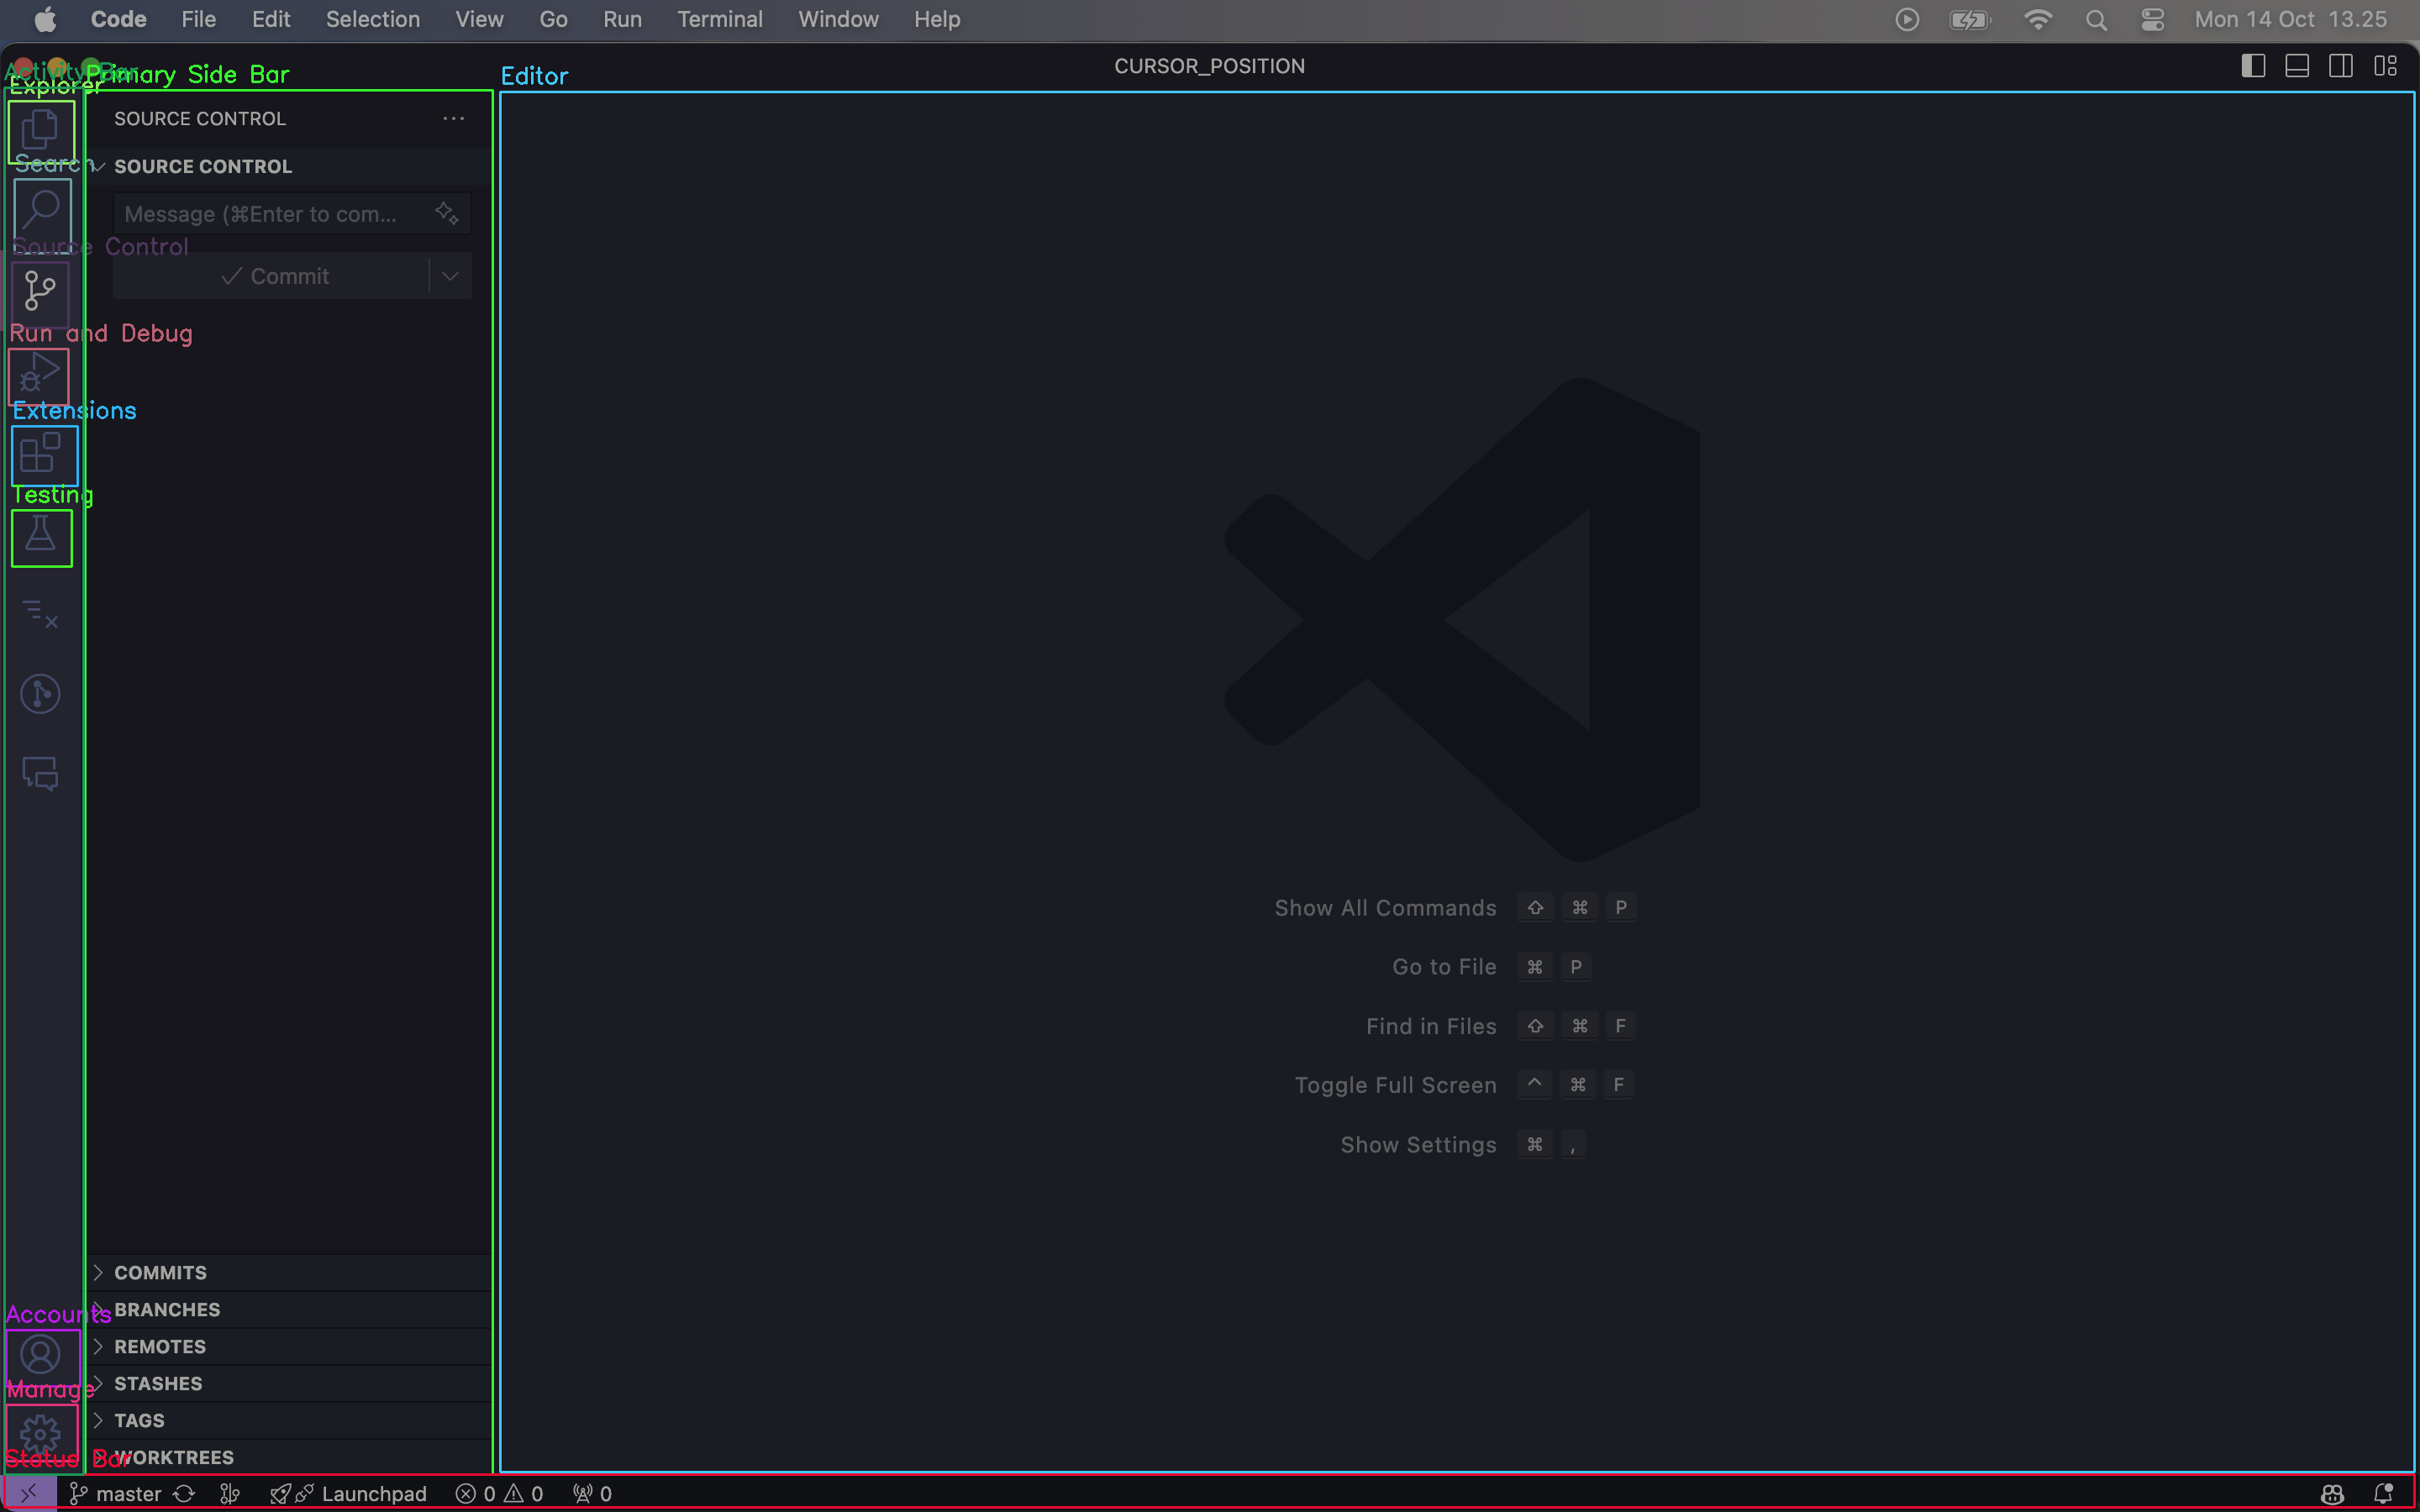 Code File Edit Selection View Go Run Terminal Window Help Mon 14 Oct 13.25
CURSOR_POSITION
Activity Bar
Primary Side Bar
Editor
Explorer
SOURCE CONTROL
Search
SOURCE CONTROL
Message (⌘Enter to com...
Source Control
Commit
Run and Debug
Extensions
Testing
Show All Commands ⇧ ⌘ P
Go to File ⌘ P
Find in Files ⇧ ⌘ F
Toggle Full Screen ^ ⌘ F
Show Settings ⌘ ,
COMMITS
Accounts
BRANCHES
REMOTES
STASHES
Manage
TAGS
Status Bar
WORKTREES
master Launchpad 0 0 0